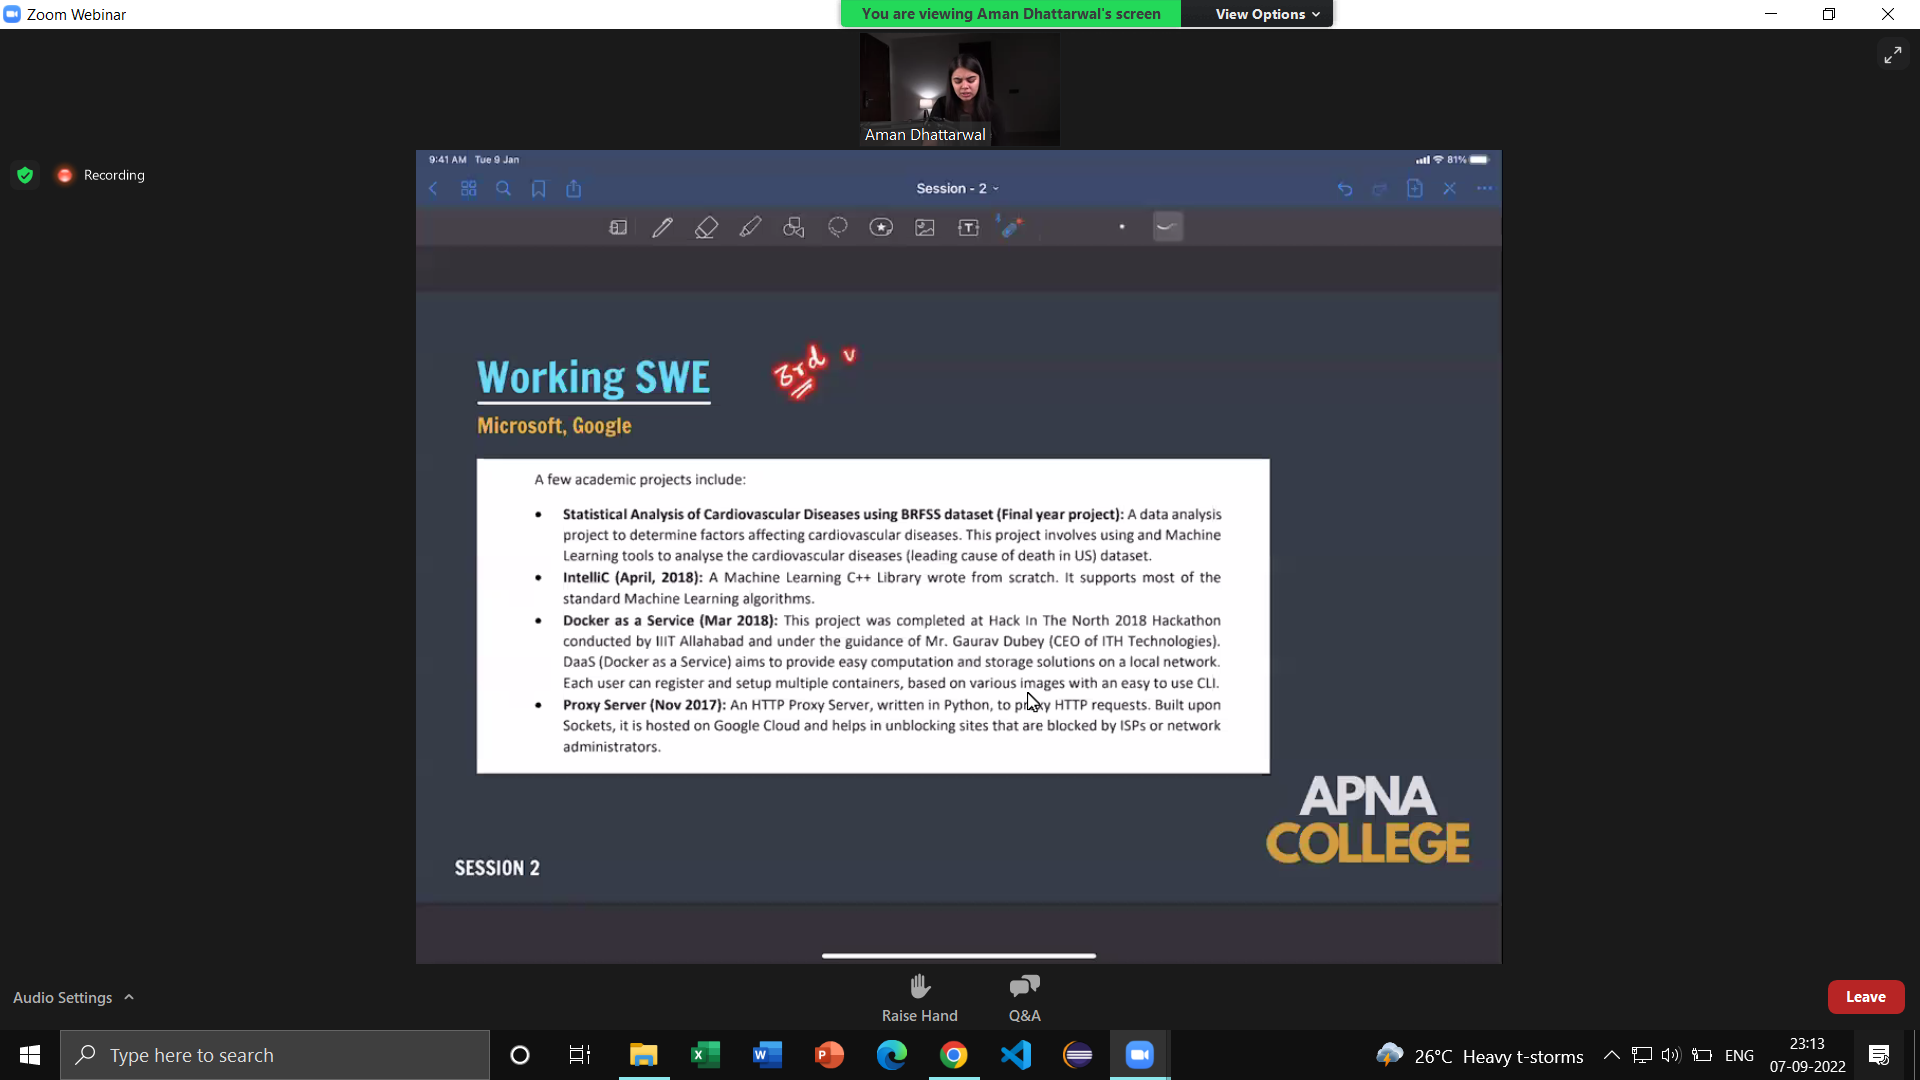 Zoom Webinar
You are viewing Aman Dhattarwal's screen
View Options
Aman Dhattarwal
Recording
9:41 AM Tue 9 Jan
81%
Session - 2
Working SWE
3rd v
Microsoft, Google
A few academic projects include:
• Statistical Analysis of Cardiovascular Diseases using BRFSS dataset (Final year project): A data analysis
project to determine factors affecting cardiovascular diseases. This project involves using and Machine
Learning tools to analyse the cardiovascular diseases (leading cause of death in US) dataset.
• IntelliC (April, 2018): A Machine Learning C++ Library wrote from scratch. It supports most of the
standard Machine Learning algorithms.
• Docker as a Service (Mar 2018): This project was completed at Hack In The North 2018 Hackathon
conducted by IIIT Allahabad and under the guidance of Mr. Gaurav Dubey (CEO of ITH Technologies).
DaaS (Docker as a Service) aims to provide easy computation and storage solutions on a local network.
Each user can register and setup multiple containers, based on various images with an easy to use CLI.
• Proxy Server (Nov 2017): An HTTP Proxy Server, written in Python, to proxy HTTP requests. Built upon
Sockets, it is hosted on Google Cloud and helps in unblocking sites that are blocked by ISPs or network
administrators.
APNA
COLLEGE
SESSION 2
Audio Settings
Raise Hand
Q&A
Leave
Type here to search
26°C Heavy t-storms
ENG
23:13
07-09-2022